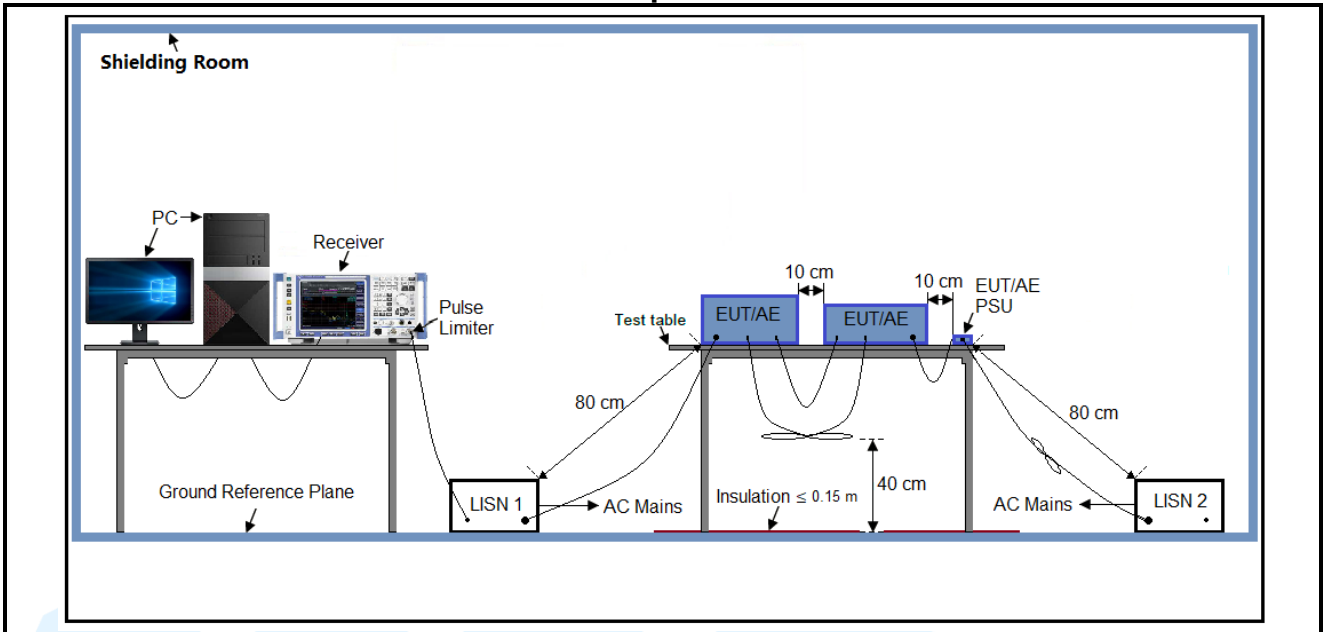 Shielding Room
PC
Receiver
Pulse
Limiter
10 cm
10 cm
EUT/AE
PSU
Test table
EUT/AE
EUT/AE
80 cm
80 cm
Ground Reference Plane
LISN 1
AC Mains
Insulation ≤ 0.15 m
40 cm
AC Mains
LISN 2